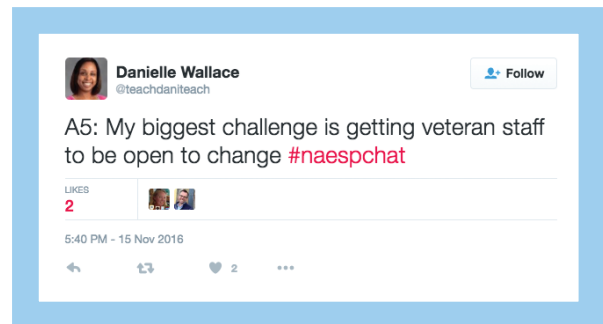 Danielle Wallace
@teachdaniteach
Follow
A5: My biggest challenge is getting veteran staff
to be open to change #naespchat
LIKES
2
5:40 PM - 15 Nov 2016
2